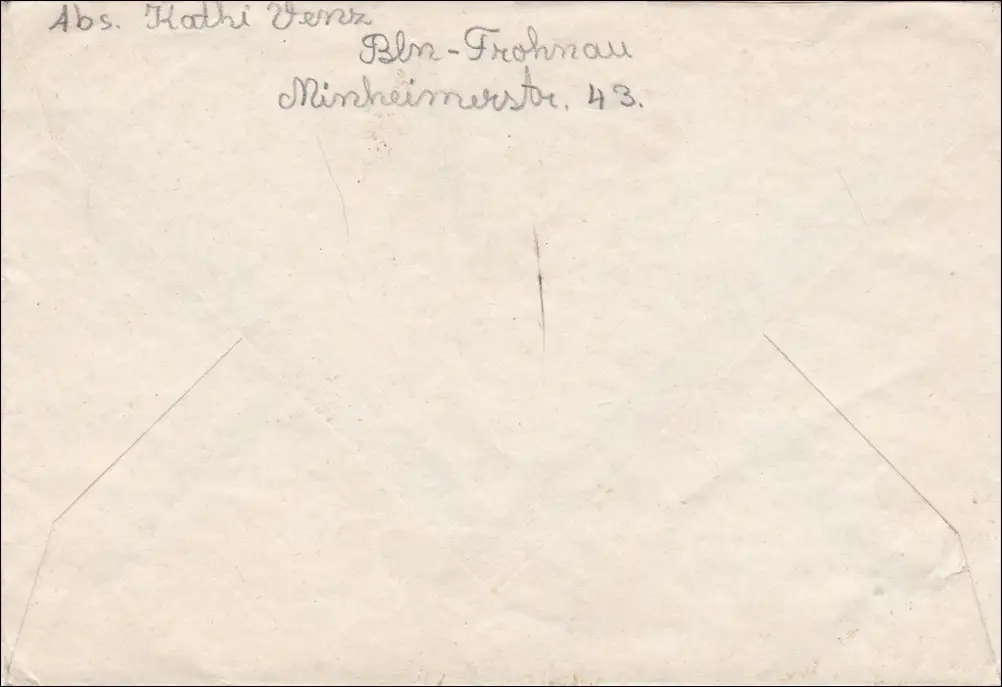 Abs. Kathi Venz
Bln-Frohnau
Minheimerstr. 43.